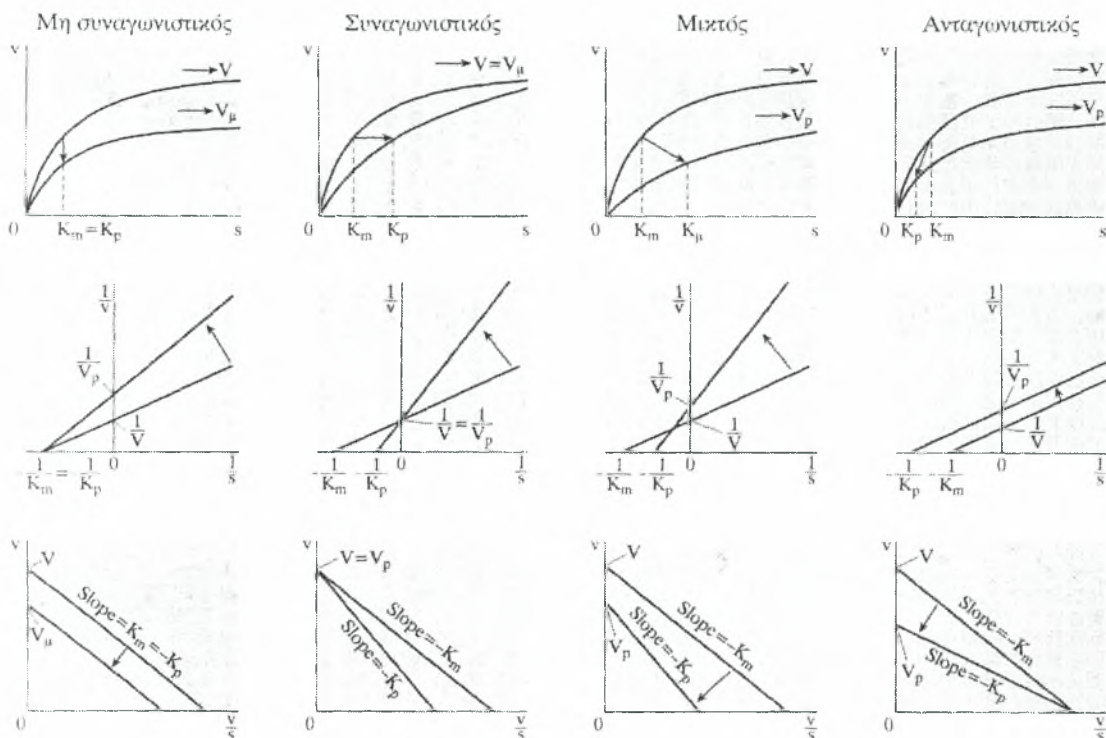 Μη συναγωνιστικός
Συναγωνιστικός
Μικτός
Ανταγωνιστικός
v
V
Vμ
0
Km = Kp
v
V = Vμ
0
Km
Kp
s
v
V
Vp
0
Km
Kμ
s
v
V
Vp
0
Kp
Km
s
1/v
1/Vp
1/V
-1/Km = -1/Kp
0
1/s
1/v
1/V = 1/Vp
-1/Km
-1/Kp
0
1/s
1/v
1/Vp
1/V
-1/Km
-1/Kp
0
1/s
1/v
1/Vp
1/V
-1/Kp
-1/Km
0
1/s
v
V
Vμ
Slope=-Km=-Kp
0
v/s
v
V = Vp
Slope=-Km
Slope=-Kp
0
v/s
v
V
Vp
Slope=-Km
Slope=-Kp
0
v/s
v
V
Vp
Slope=-Km
Slope=-Kp
0
v/s